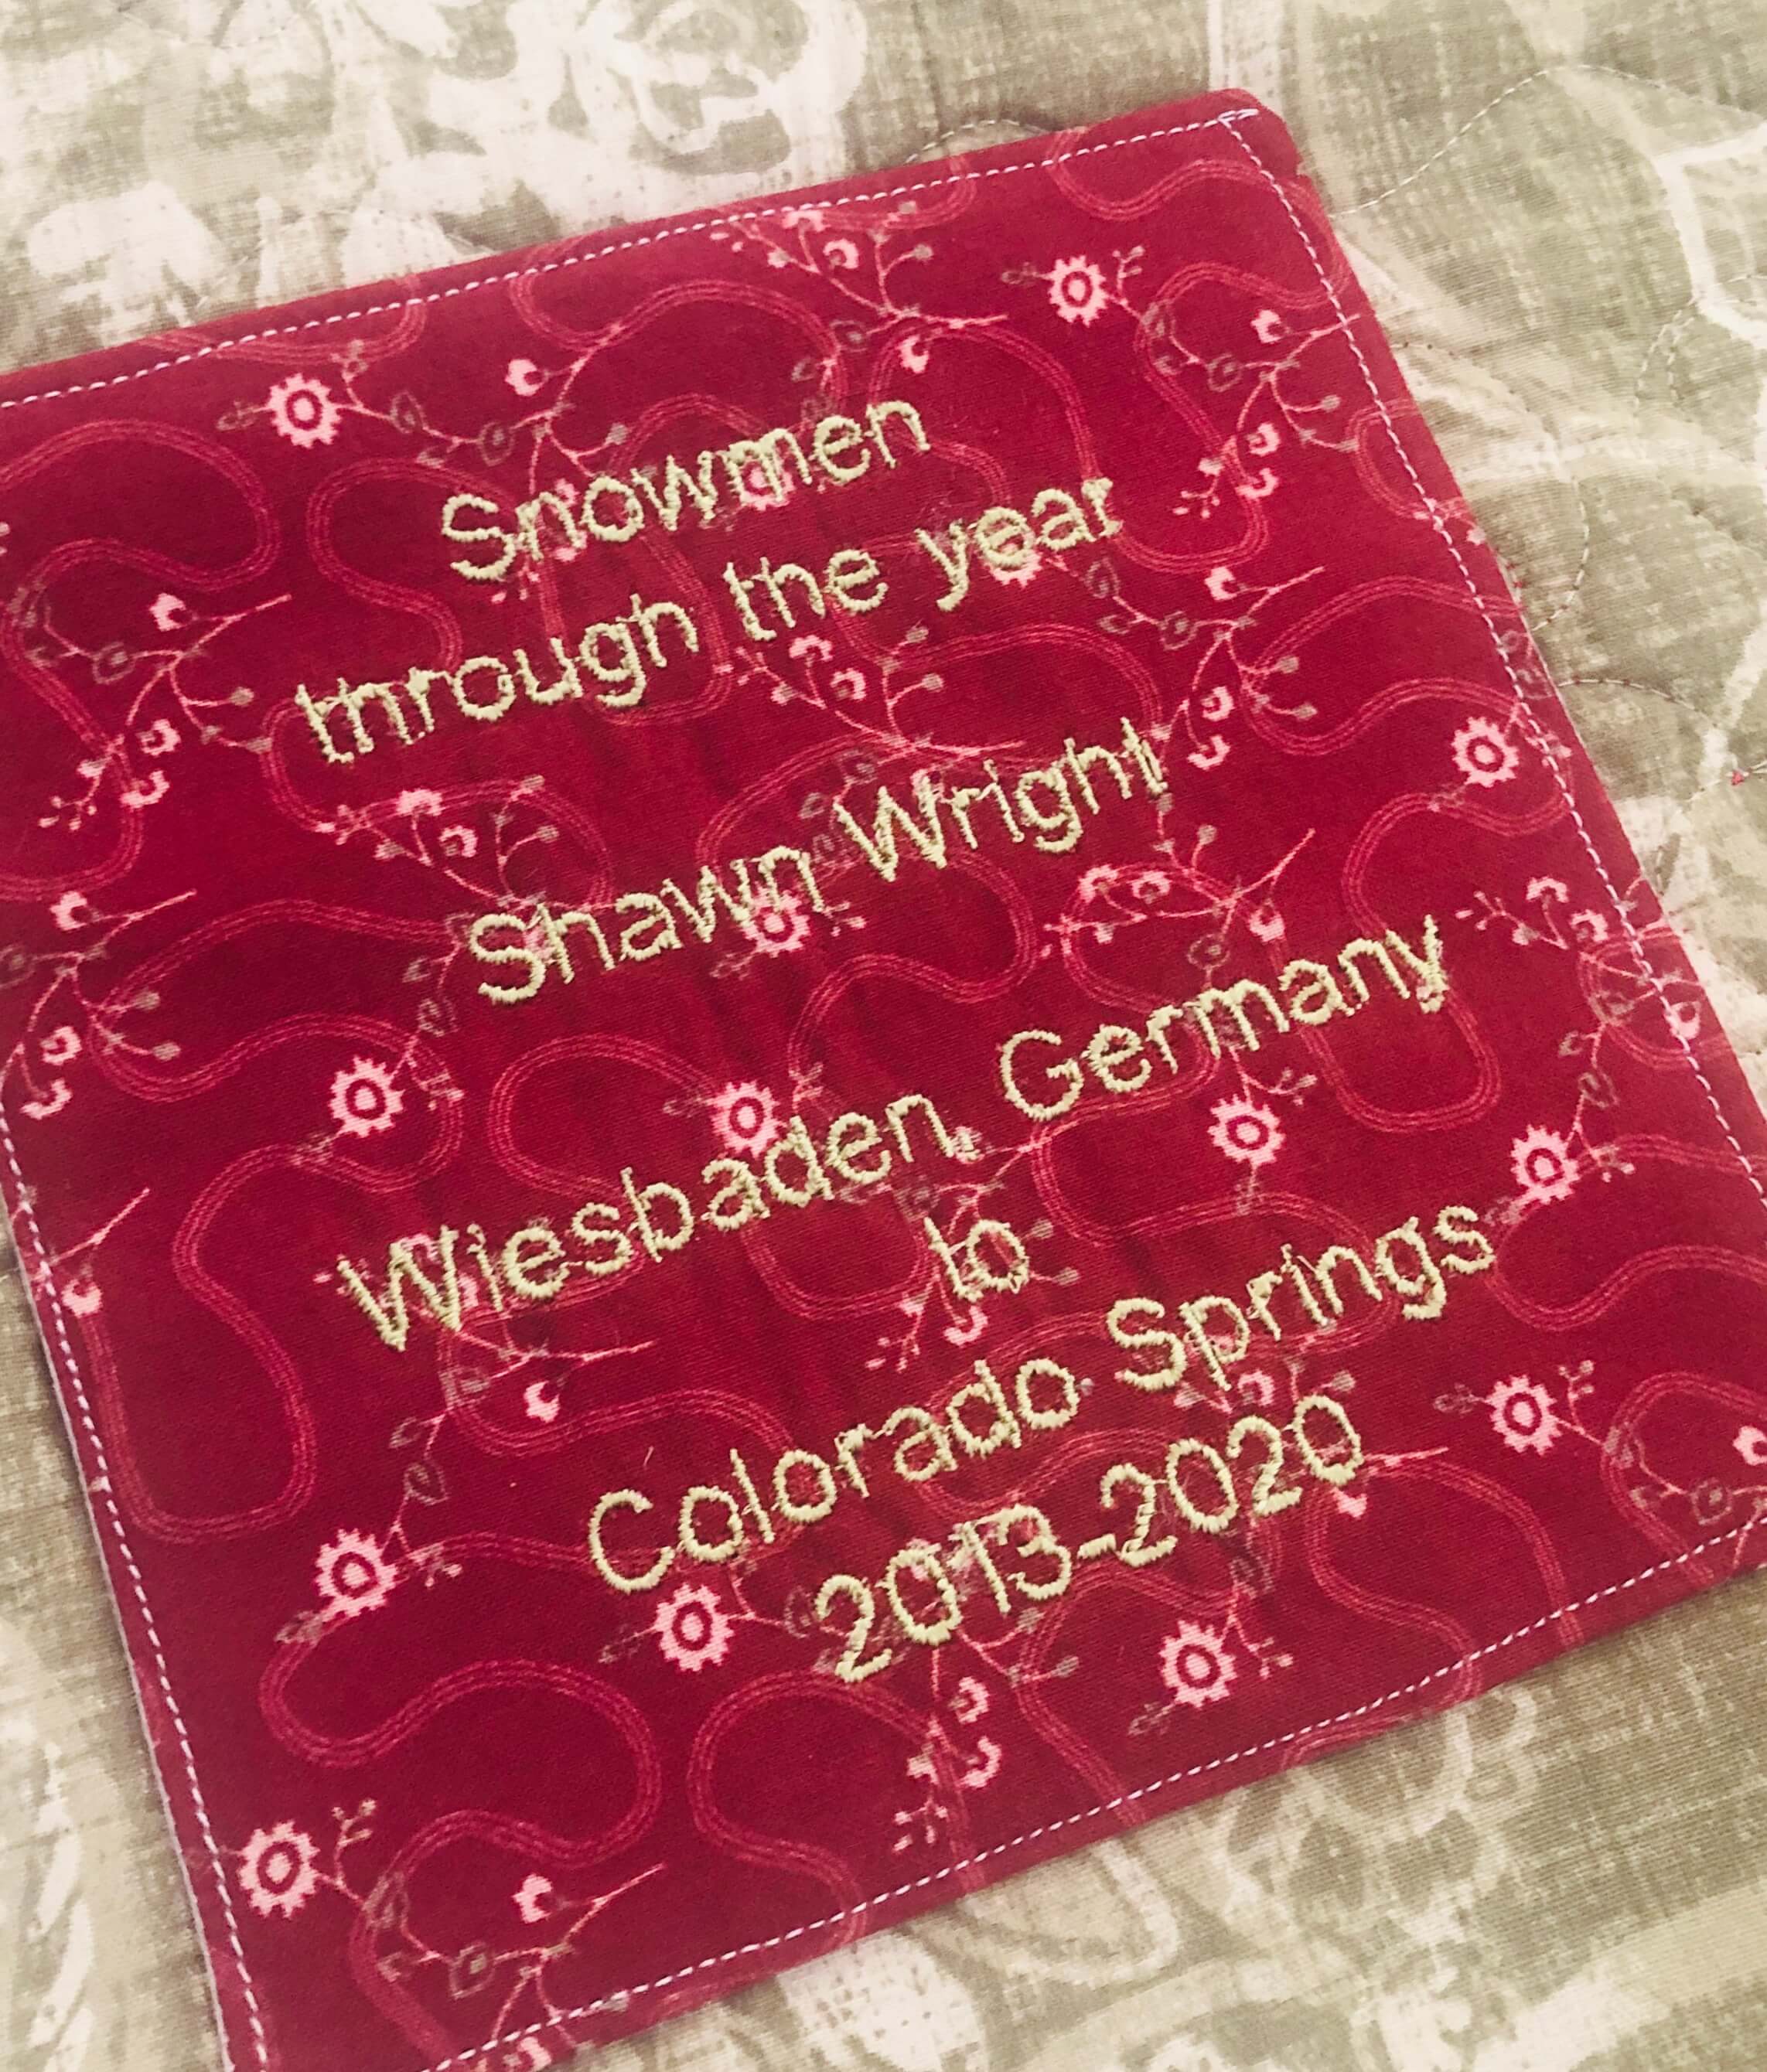 Snowmen
through the year
Shawn Wright
Wiesbaden, Germany
to
Colorado Springs
2013-2020